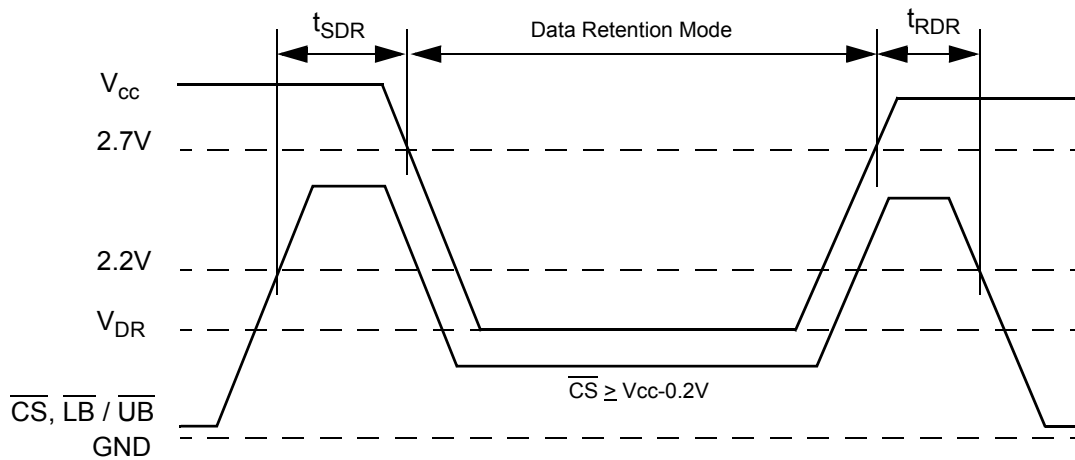 tSDR Data Retention Mode tRDR
Vcc
2.7V
2.2V
VDR
CS ≥ Vcc-0.2V
CS, LB / UB
GND